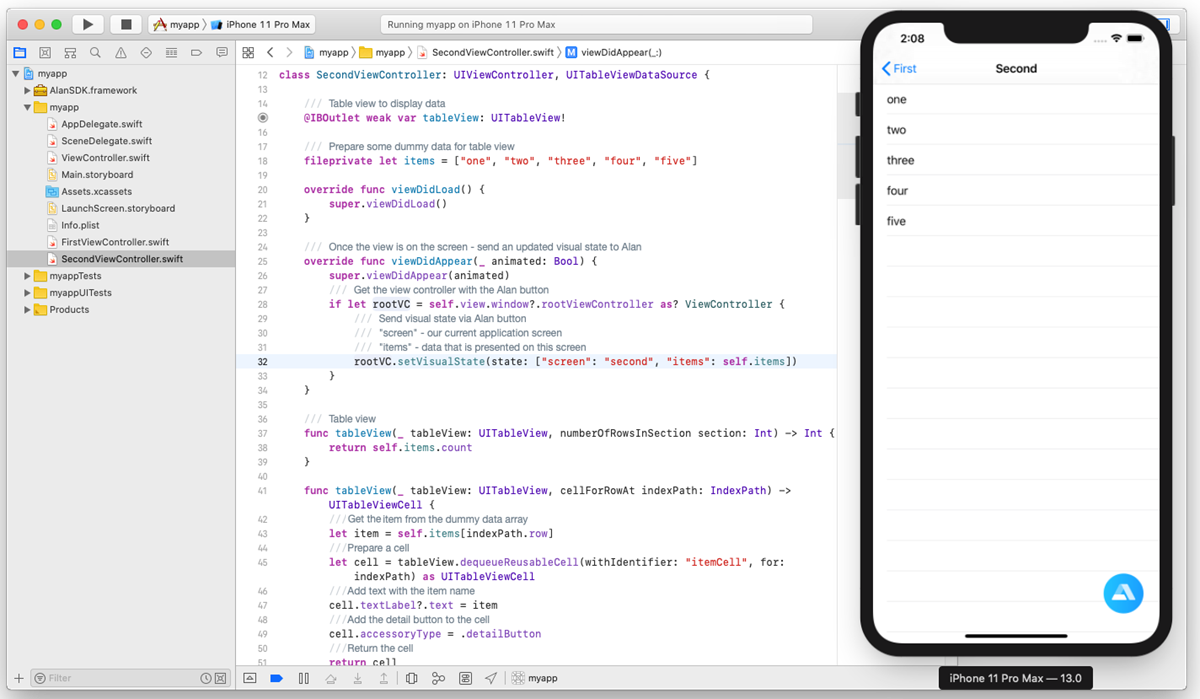 myapp
iPhone 11 Pro Max
Running myapp on iPhone 11 Pro Max
myapp
myapp
SecondViewController.swift
M
viewDidAppear(_:)
myapp
AlanSDK.framework
myapp
AppDelegate.swift
SceneDelegate.swift
ViewController.swift
Main.storyboard
Assets.xcassets
LaunchScreen.storyboard
Info.plist
FirstViewController.swift
SecondViewController.swift
myappTests
myappUITests
Products
Filter
12 class SecondViewController: UIViewController, UITableViewDataSource {
13
14 /// Table view to display data
@IBOutlet weak var tableView: UITableView!
16
17 /// Prepare some dummy data for table view
18 fileprivate let items = ["one", "two", "three", "four", "five"]
19
20 override func viewDidLoad() {
21 super.viewDidLoad()
22 }
23
24 /// Once the view is on the screen - send an updated visual state to Alan
25 override func viewDidAppear(_ animated: Bool) {
26 super.viewDidAppear(animated)
27 /// Get the view controller with the Alan button
28 if let rootVC = self.view.window?.rootViewController as? ViewController {
29 /// Send visual state via Alan button
30 /// "screen" - our current application screen
31 /// "items" - data that is presented on this screen
32 rootVC.setVisualState(state: ["screen": "second", "items": self.items])
33 }
34 }
35
36 /// Table view
37 func tableView(_ tableView: UITableView, numberOfRowsInSection section: Int) -> Int {
38 return self.items.count
39 }
40
41 func tableView(_ tableView: UITableView, cellForRowAt indexPath: IndexPath) ->
UITableViewCell {
42 ///Get the item from the dummy data array
43 let item = self.items[indexPath.row]
44 ///Prepare a cell
45 let cell = tableView.dequeueReusableCell(withIdentifier: "itemCell", for:
indexPath) as UITableViewCell
46 ///Add text with the item name
47 cell.textLabel?.text = item
48 ///Add the detail button to the cell
49 cell.accessoryType = .detailButton
50 ///Return the cell
51 return cell
myapp
2:08
First
Second
one
two
three
four
five
iPhone 11 Pro Max — 13.0